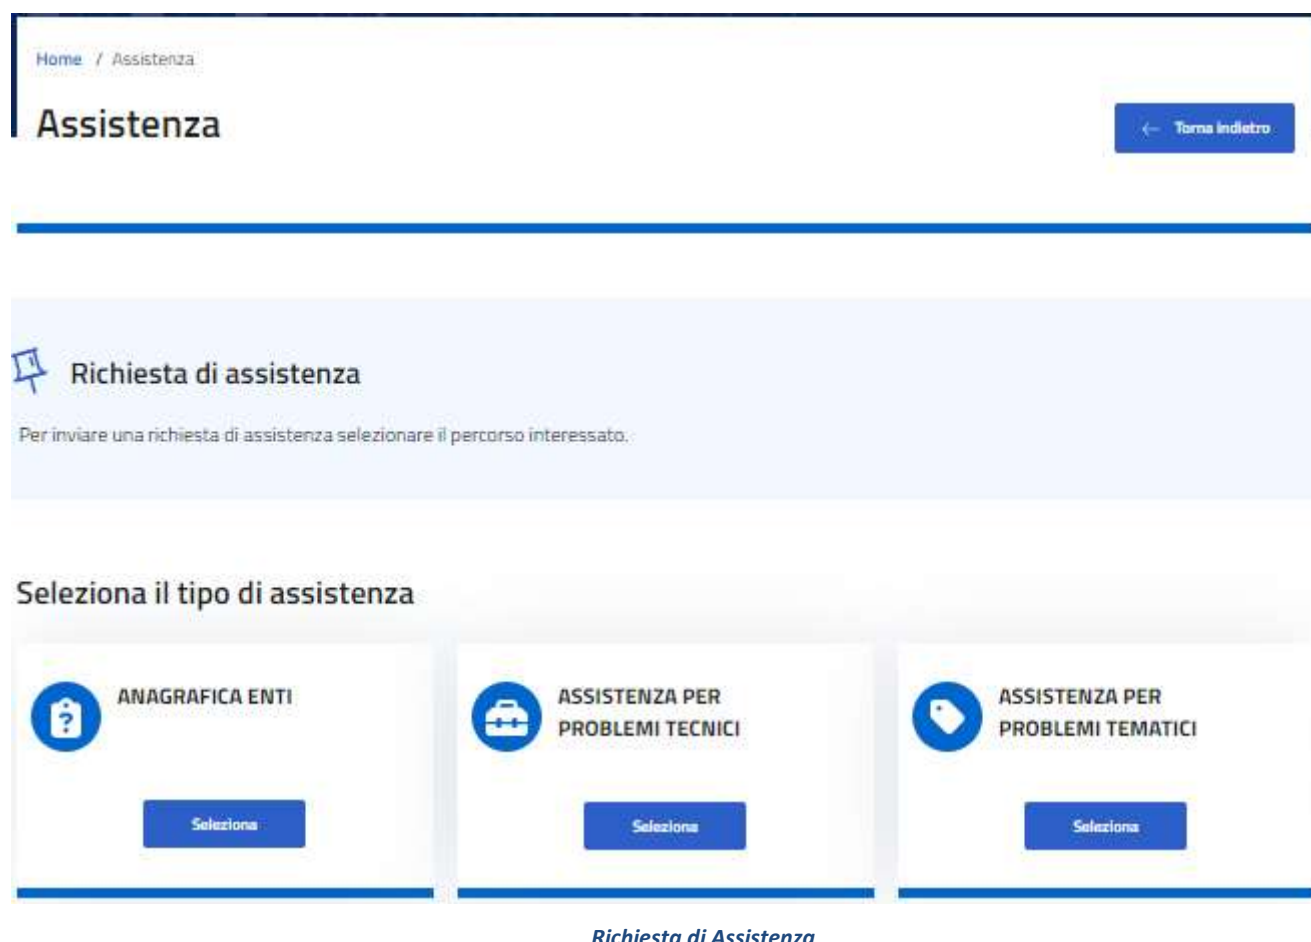 Home / Assistenza
Assistenza
← Torna indietro
Richiesta di assistenza
Per inviare una richiesta di assistenza selezionare il percorso interessato.
Seleziona il tipo di assistenza
ANAGRAFICA ENTI
Seleziona
ASSISTENZA PER
PROBLEMI TECNICI
Seleziona
ASSISTENZA PER
PROBLEMI TEMATICI
Seleziona
Richiesta di Assistenza